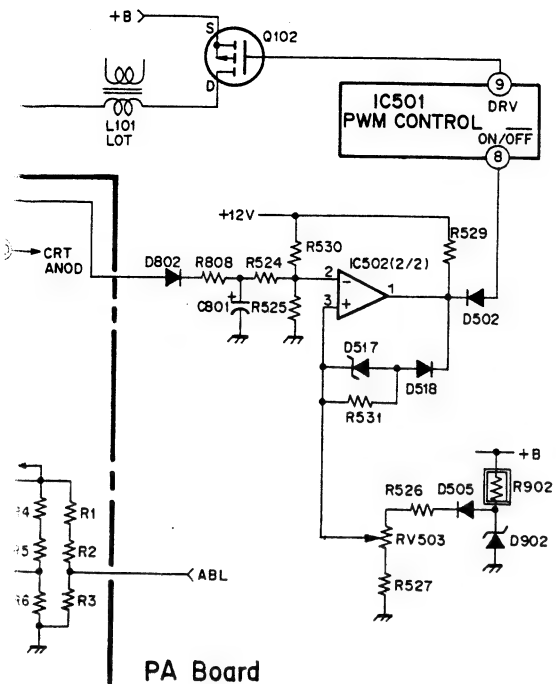 +B
S
Q102
D
L101
LOT
9
DRV
IC501
PWM CONTROL
ON/OFF
8
+12V
R530
R529
CRT
ANOD
D802
R808
R524
IC502(2/2)
2
-
1
3
+
+
C801
R525
D502
D517
D518
R531
+B
R902
R526
D505
RV503
D902
R527
R1
R2
R3
ABL
PA Board